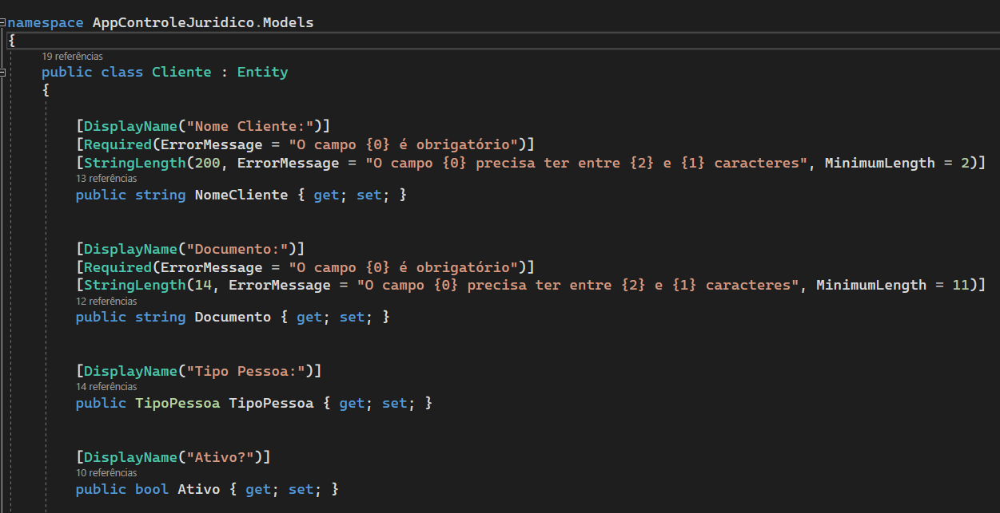 namespace AppControleJuridico.Models
{
19 referências
public class Cliente : Entity
{
[DisplayName("Nome Cliente:")]
[Required(ErrorMessage = "O campo {0} é obrigatório")]
[StringLength(200, ErrorMessage = "O campo {0} precisa ter entre {2} e {1} caracteres", MinimumLength = 2)]
13 referências
public string NomeCliente { get; set; }
[DisplayName("Documento:")]
[Required(ErrorMessage = "O campo {0} é obrigatório")]
[StringLength(14, ErrorMessage = "O campo {0} precisa ter entre {2} e {1} caracteres", MinimumLength = 11)]
12 referências
public string Documento { get; set; }
[DisplayName("Tipo Pessoa:")]
14 referências
public TipoPessoa TipoPessoa { get; set; }
[DisplayName("Ativo?")]
10 referências
public bool Ativo { get; set; }